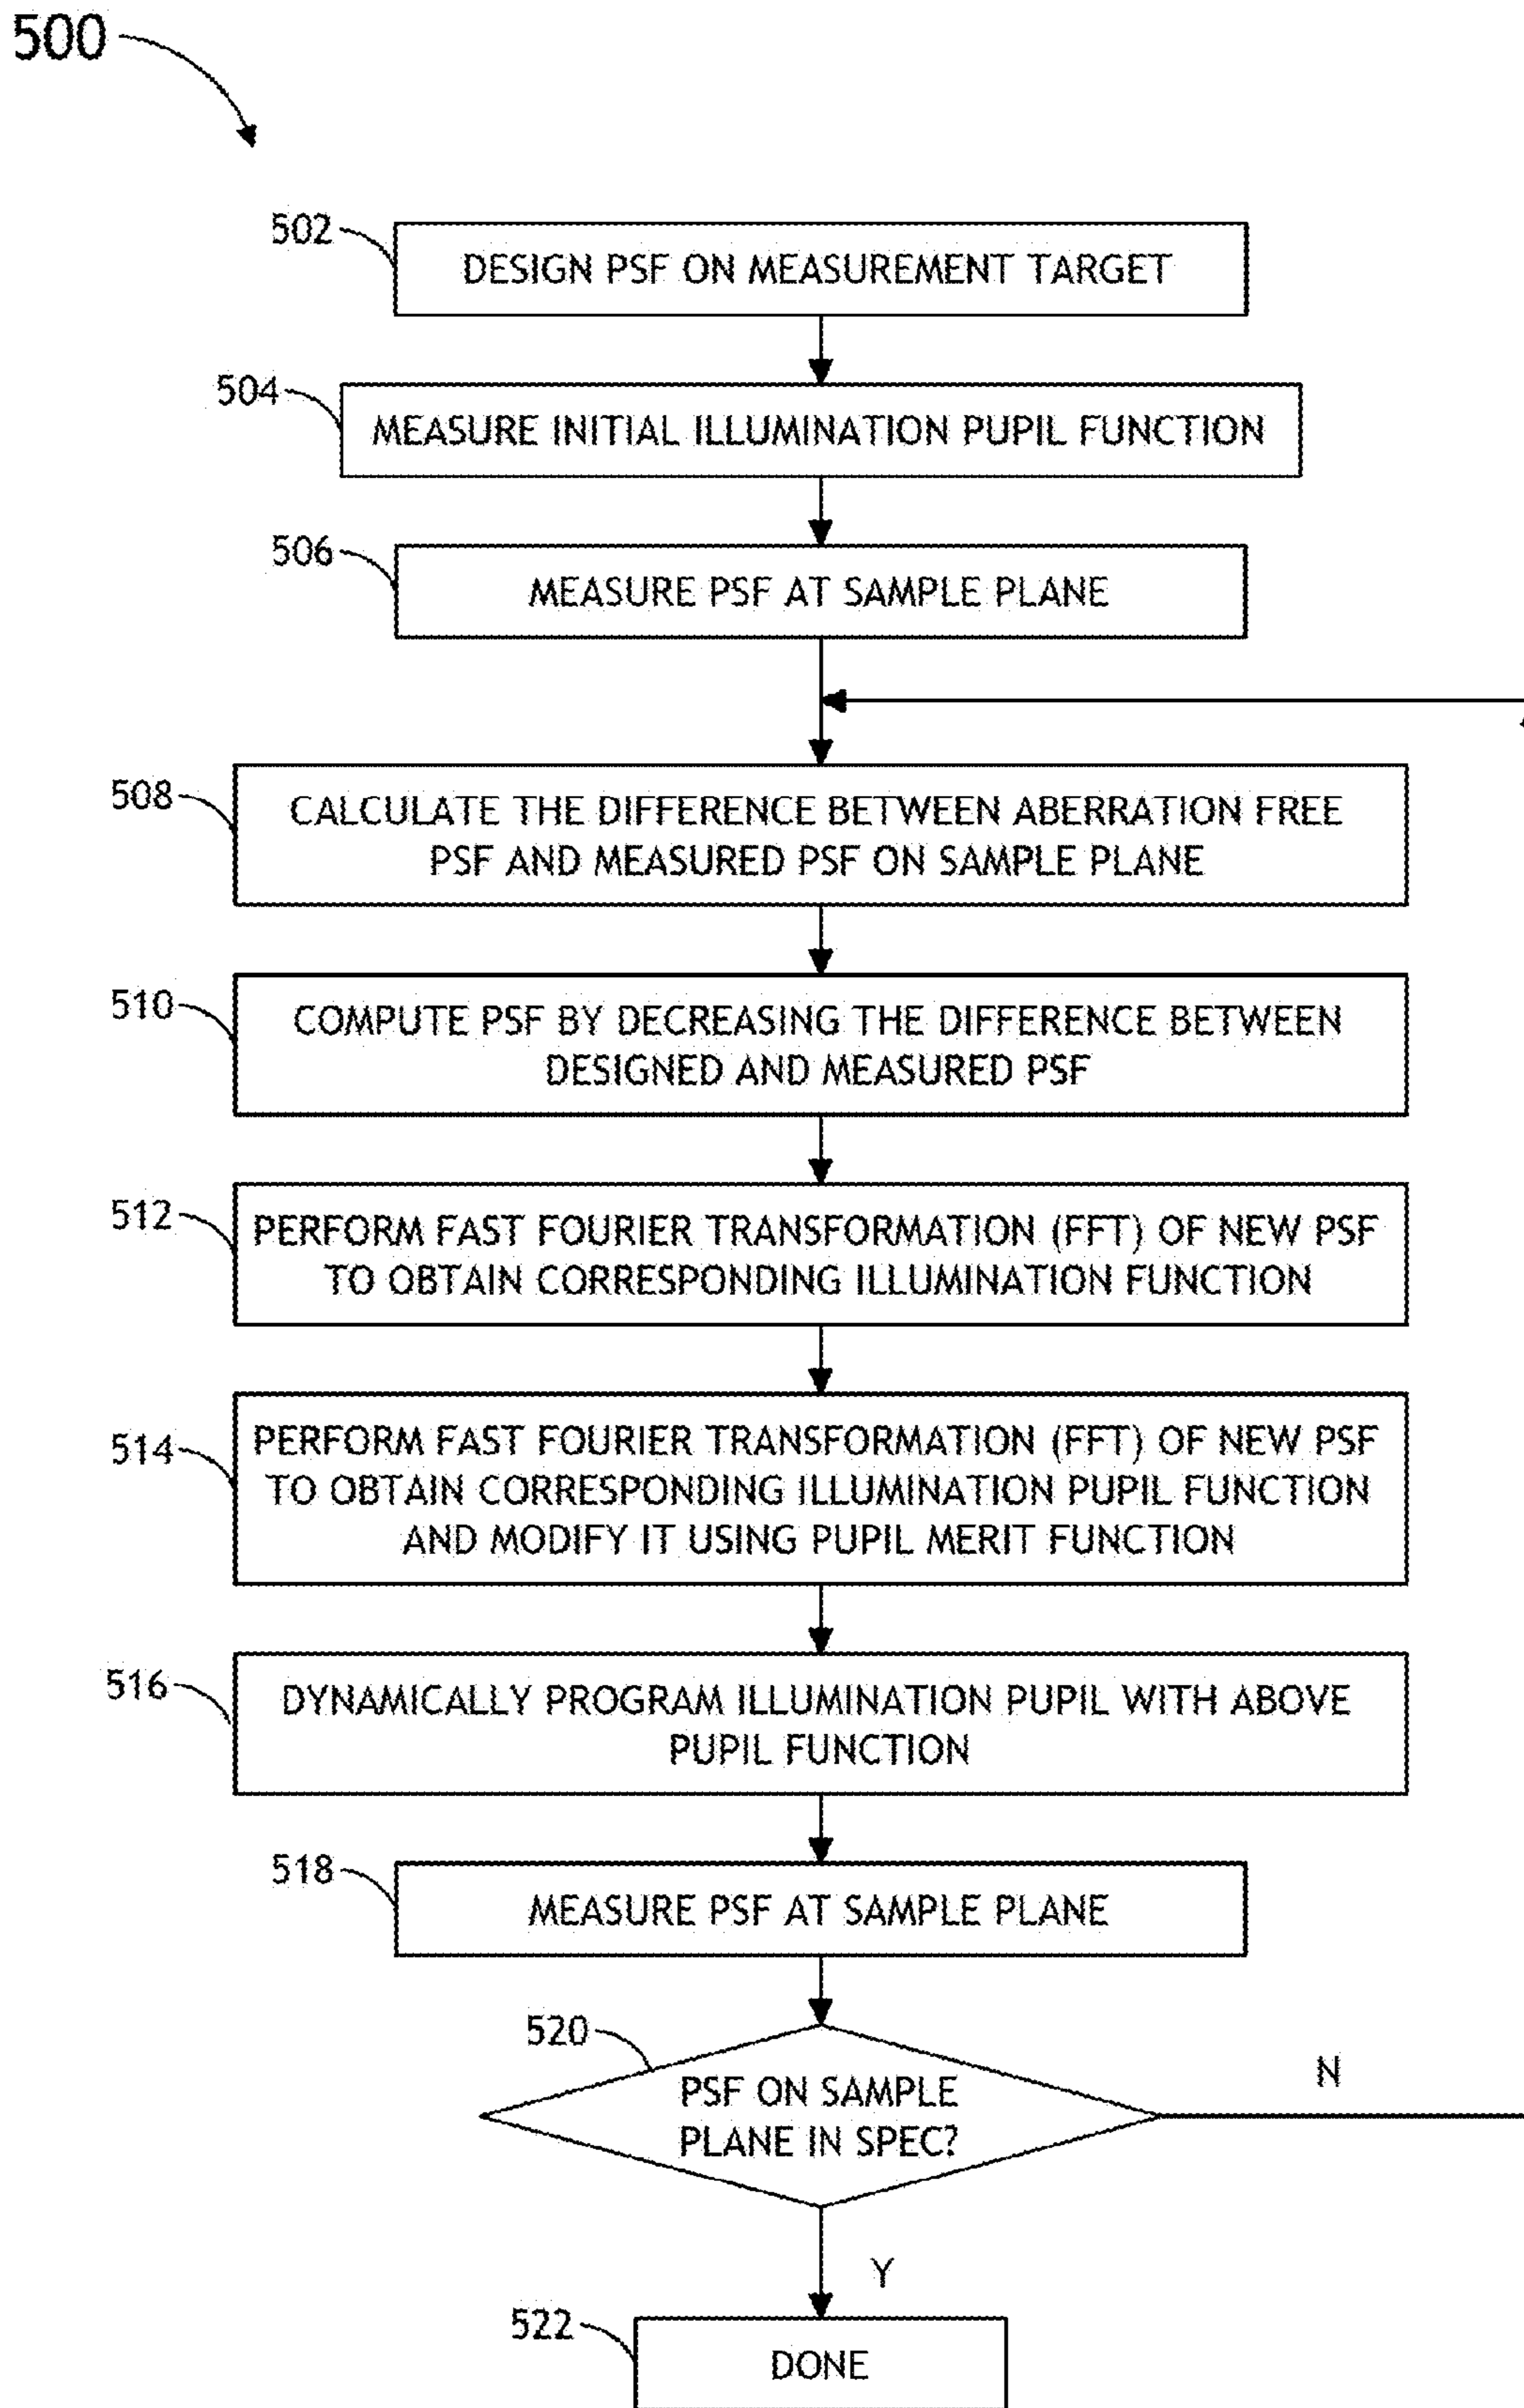 500
502
DESIGN PSF ON MEASUREMENT TARGET
504
MEASURE INITIAL ILLUMINATION PUPIL FUNCTION
506
MEASURE PSF AT SAMPLE PLANE
508
CALCULATE THE DIFFERENCE BETWEEN ABERRATION FREE
PSF AND MEASURED PSF ON SAMPLE PLANE
510
COMPUTE PSF BY DECREASING THE DIFFERENCE BETWEEN
DESIGNED AND MEASURED PSF
512
PERFORM FAST FOURIER TRANSFORMATION (FFT) OF NEW PSF
TO OBTAIN CORRESPONDING ILLUMINATION FUNCTION
514
PERFORM FAST FOURIER TRANSFORMATION (FFT) OF NEW PSF
TO OBTAIN CORRESPONDING ILLUMINATION PUPIL FUNCTION
AND MODIFY IT USING PUPIL MERIT FUNCTION
516
DYNAMICALLY PROGRAM ILLUMINATION PUPIL WITH ABOVE
PUPIL FUNCTION
518
MEASURE PSF AT SAMPLE PLANE
520
PSF ON SAMPLE
PLANE IN SPEC?
N
Y
522
DONE